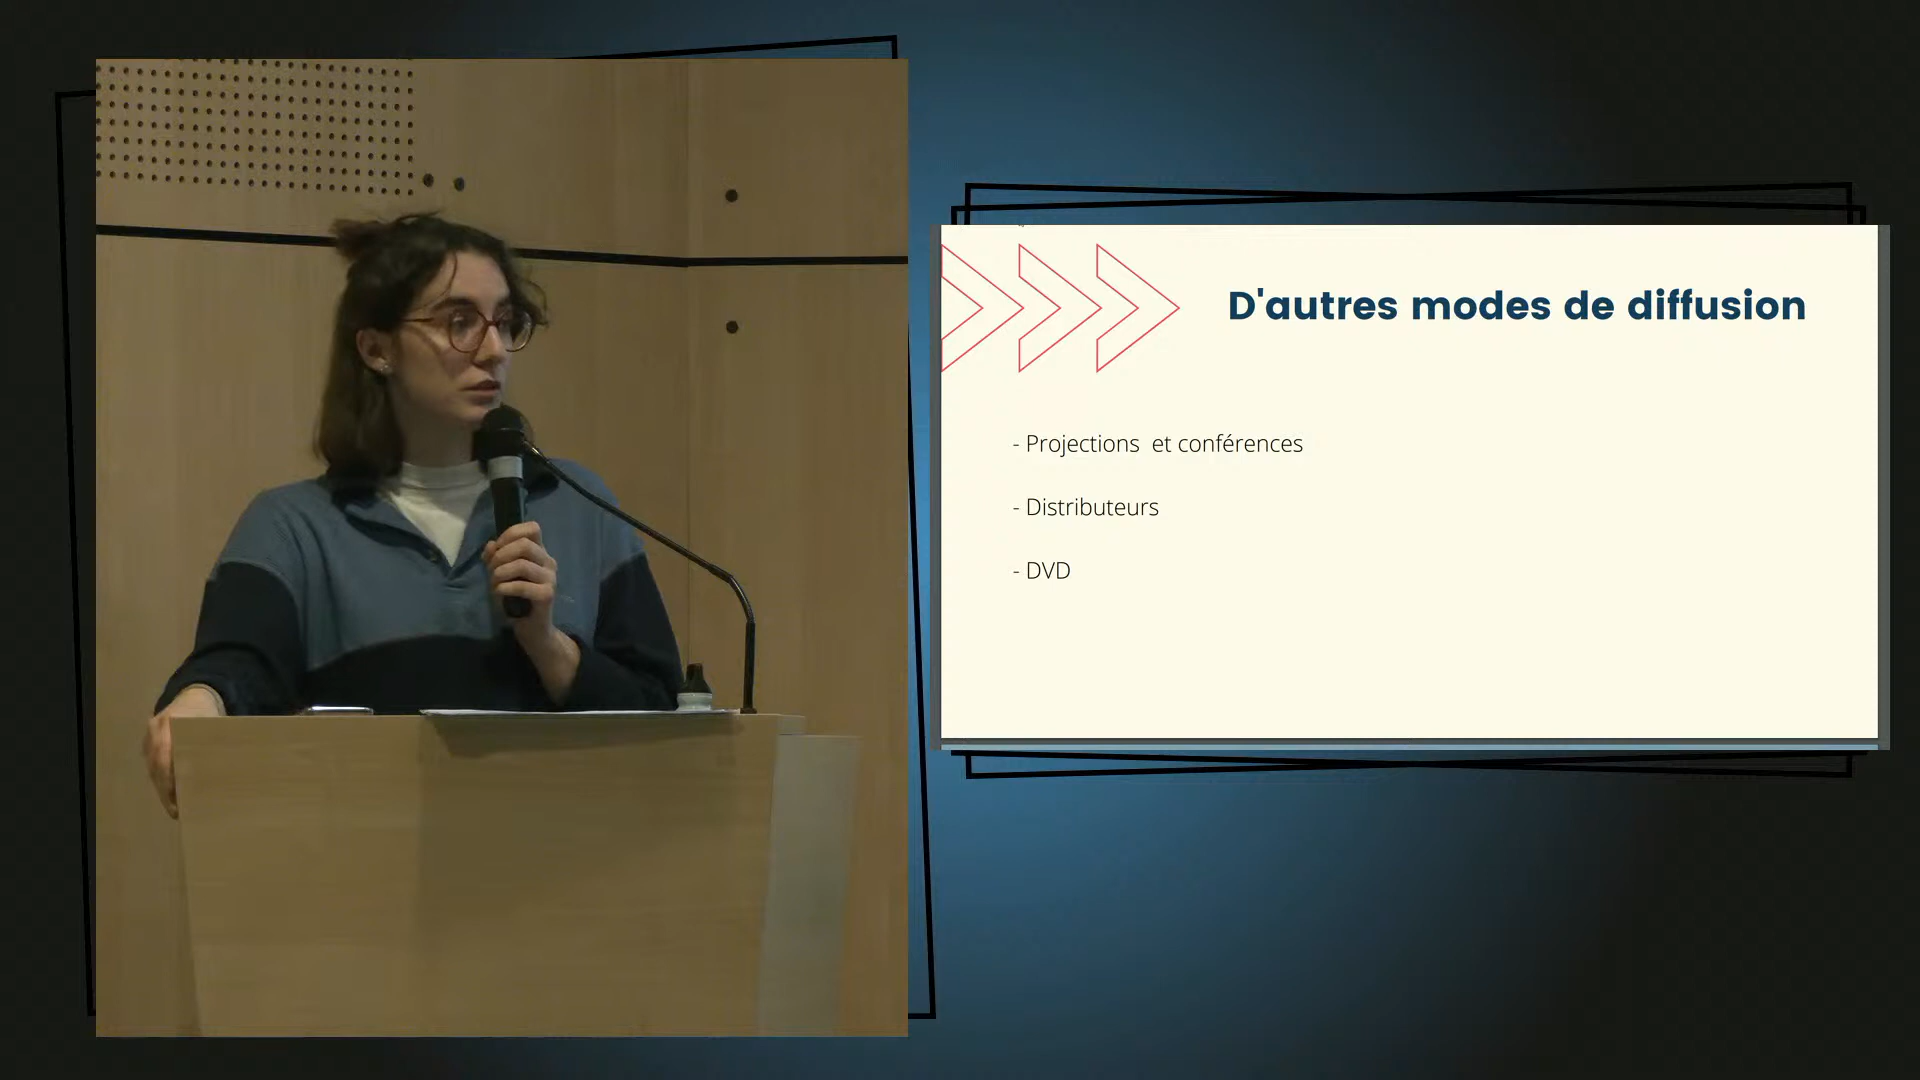 D'autres modes de diffusion
- Projections et conférences
- Distributeurs
- DVD